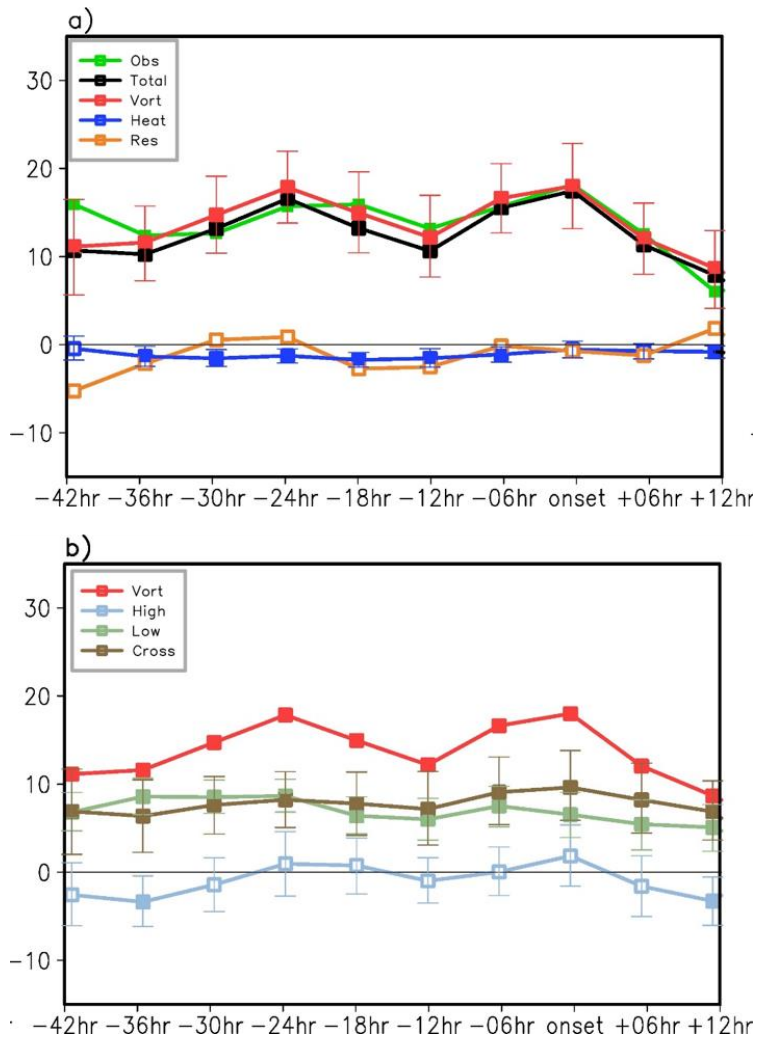 a)
30
20
10
0
−10
Obs
Total
Vort
Heat
Res
−42hr −36hr −30hr −24hr −18hr −12hr −06hr onset +06hr +12hr
b)
30
20
10
0
−10
Vort
High
Low
Cross
−42hr −36hr −30hr −24hr −18hr −12hr −06hr onset +06hr +12hr